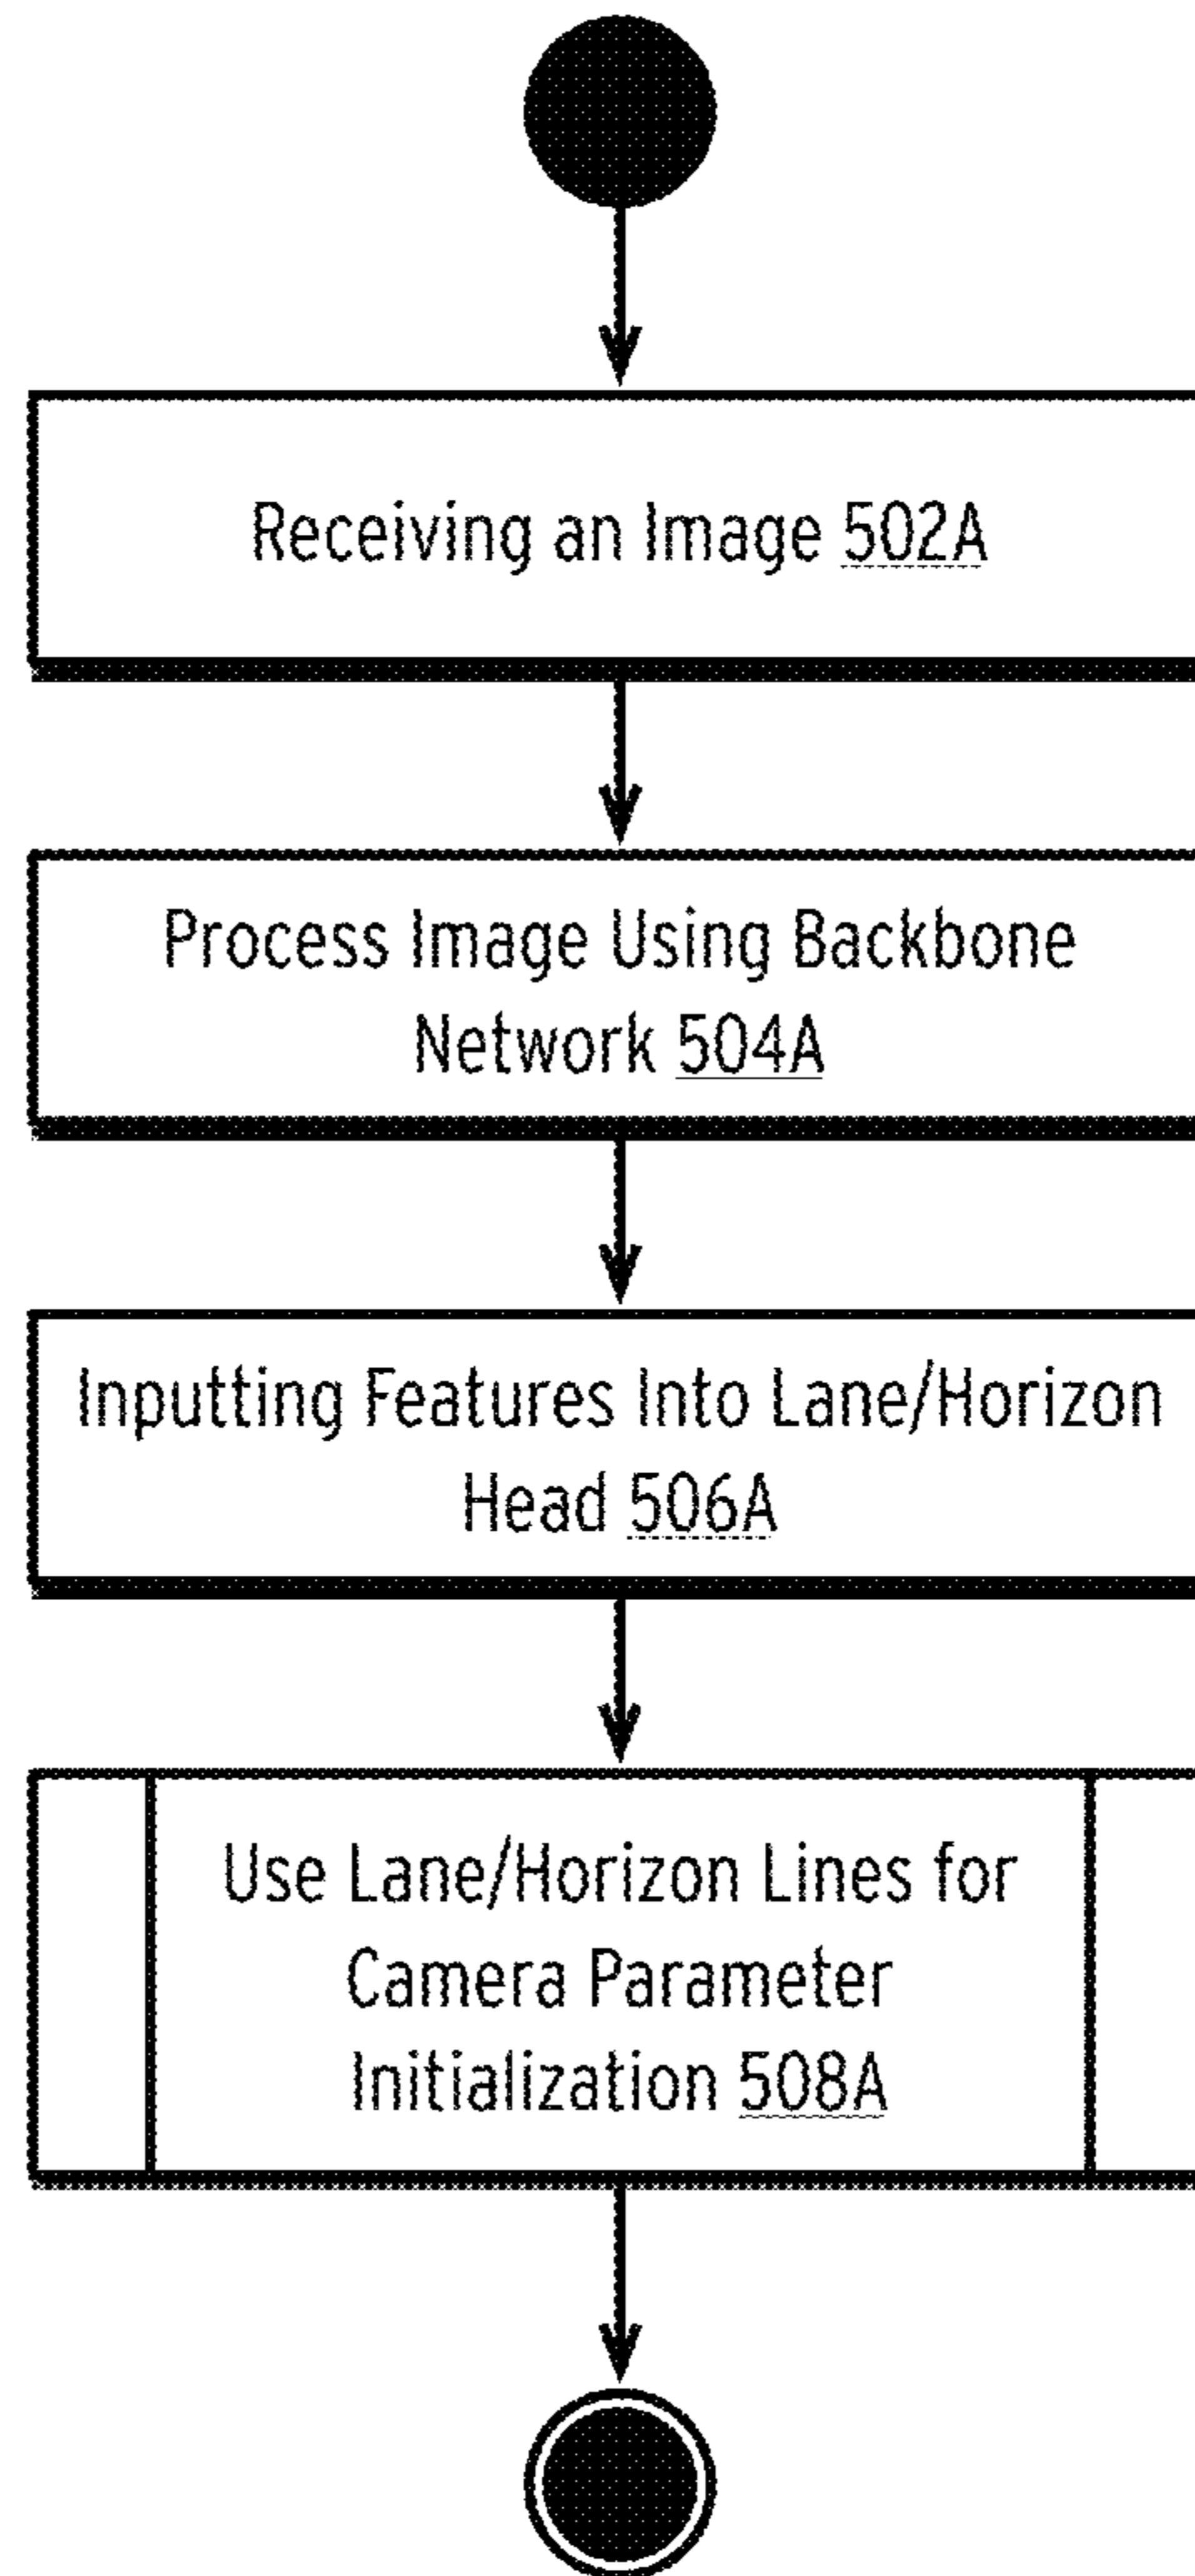 Receiving an Image 502A
Process Image Using Backbone
Network 504A
Inputting Features Into Lane/Horizon
Head 506A
Use Lane/Horizon Lines for
Camera Parameter
Initialization 508A